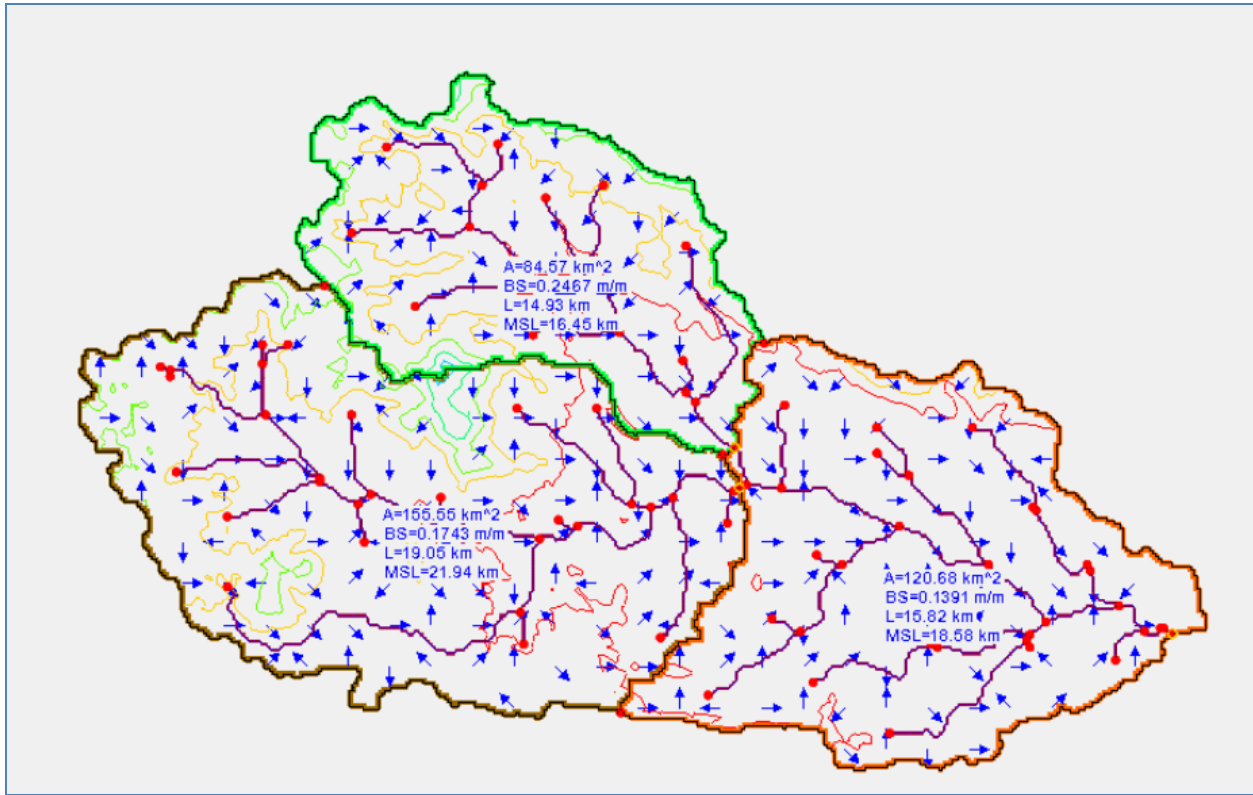 A=84.57 km^2
BS=0.2467 m/m
L=14.93 km
MSL=16.45 km
A=155.55 km^2
BS=0.1743 m/m
L=19.05 km
MSL=21.94 km
A=120.68 km^2
BS=0.1391 m/m
L=15.82 km
MSL=18.58 km